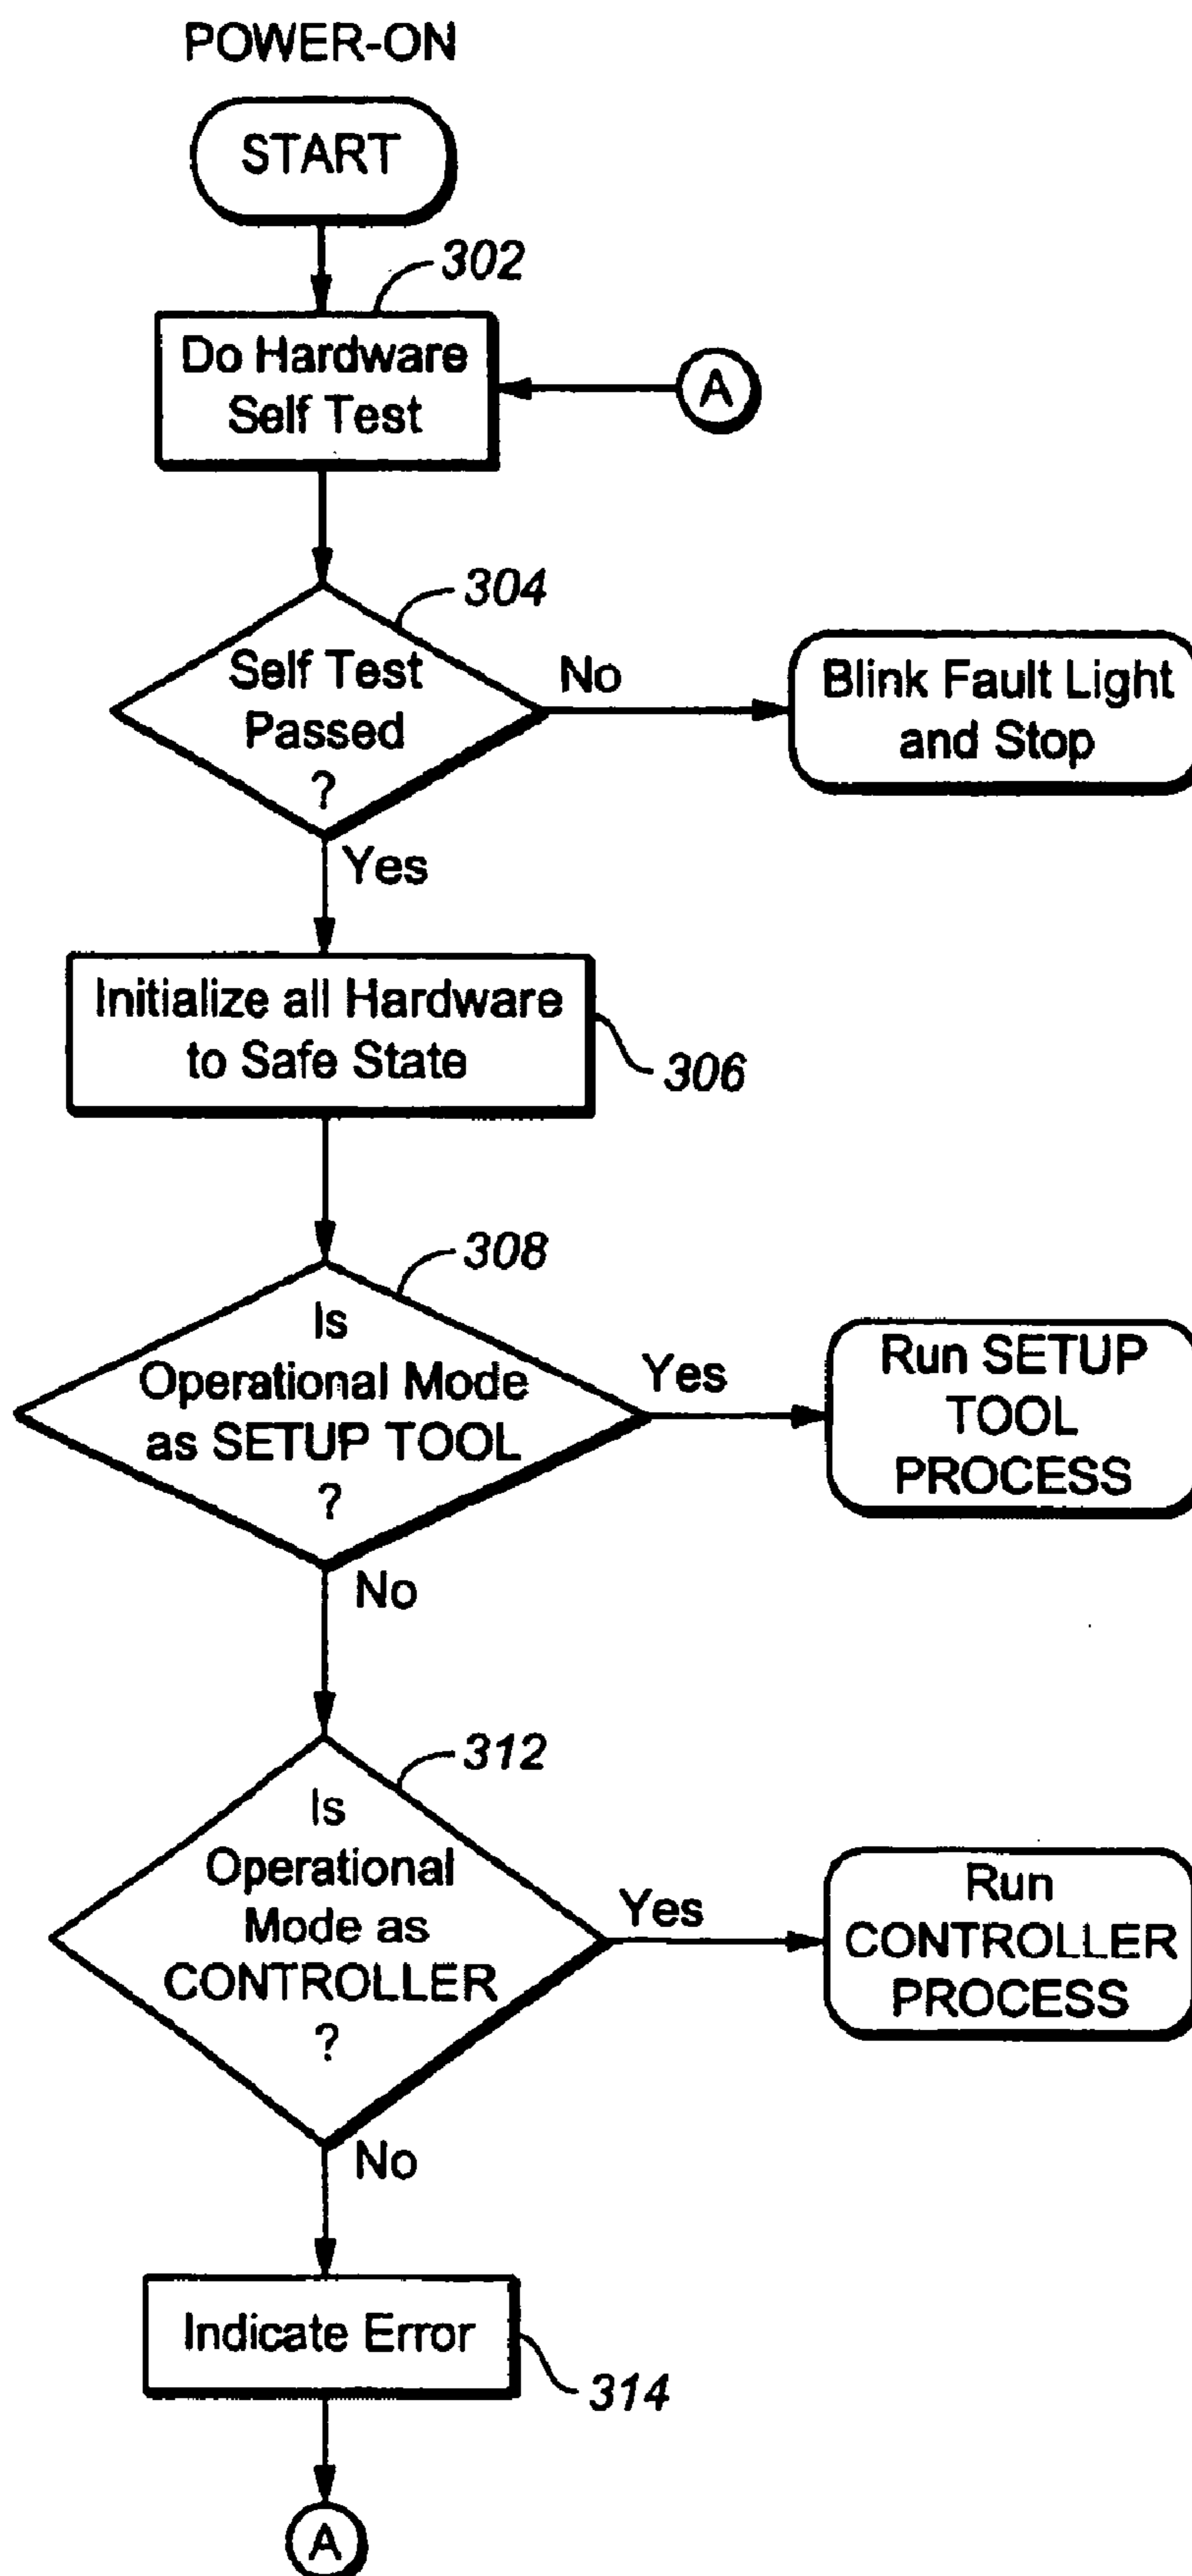 POWER-ON
START
302
Do Hardware
Self Test
A
304
Self Test
Passed
?
No
Blink Fault Light
and Stop
Yes
Initialize all Hardware
to Safe State
306
308
Is
Operational Mode
as SETUP TOOL
?
Yes
Run SETUP
TOOL
PROCESS
No
312
Is
Operational
Mode as
CONTROLLER
?
Yes
Run
CONTROLLER
PROCESS
No
Indicate Error
314
A